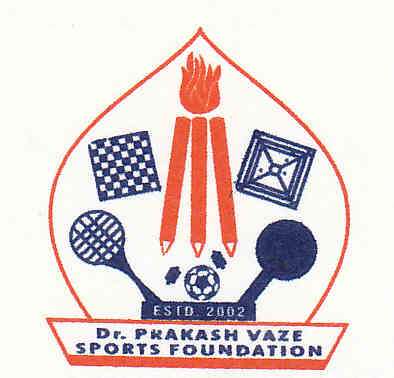 ESTD. 2002
Dr. PRAKASH VAZE
SPORTS FOUNDATION